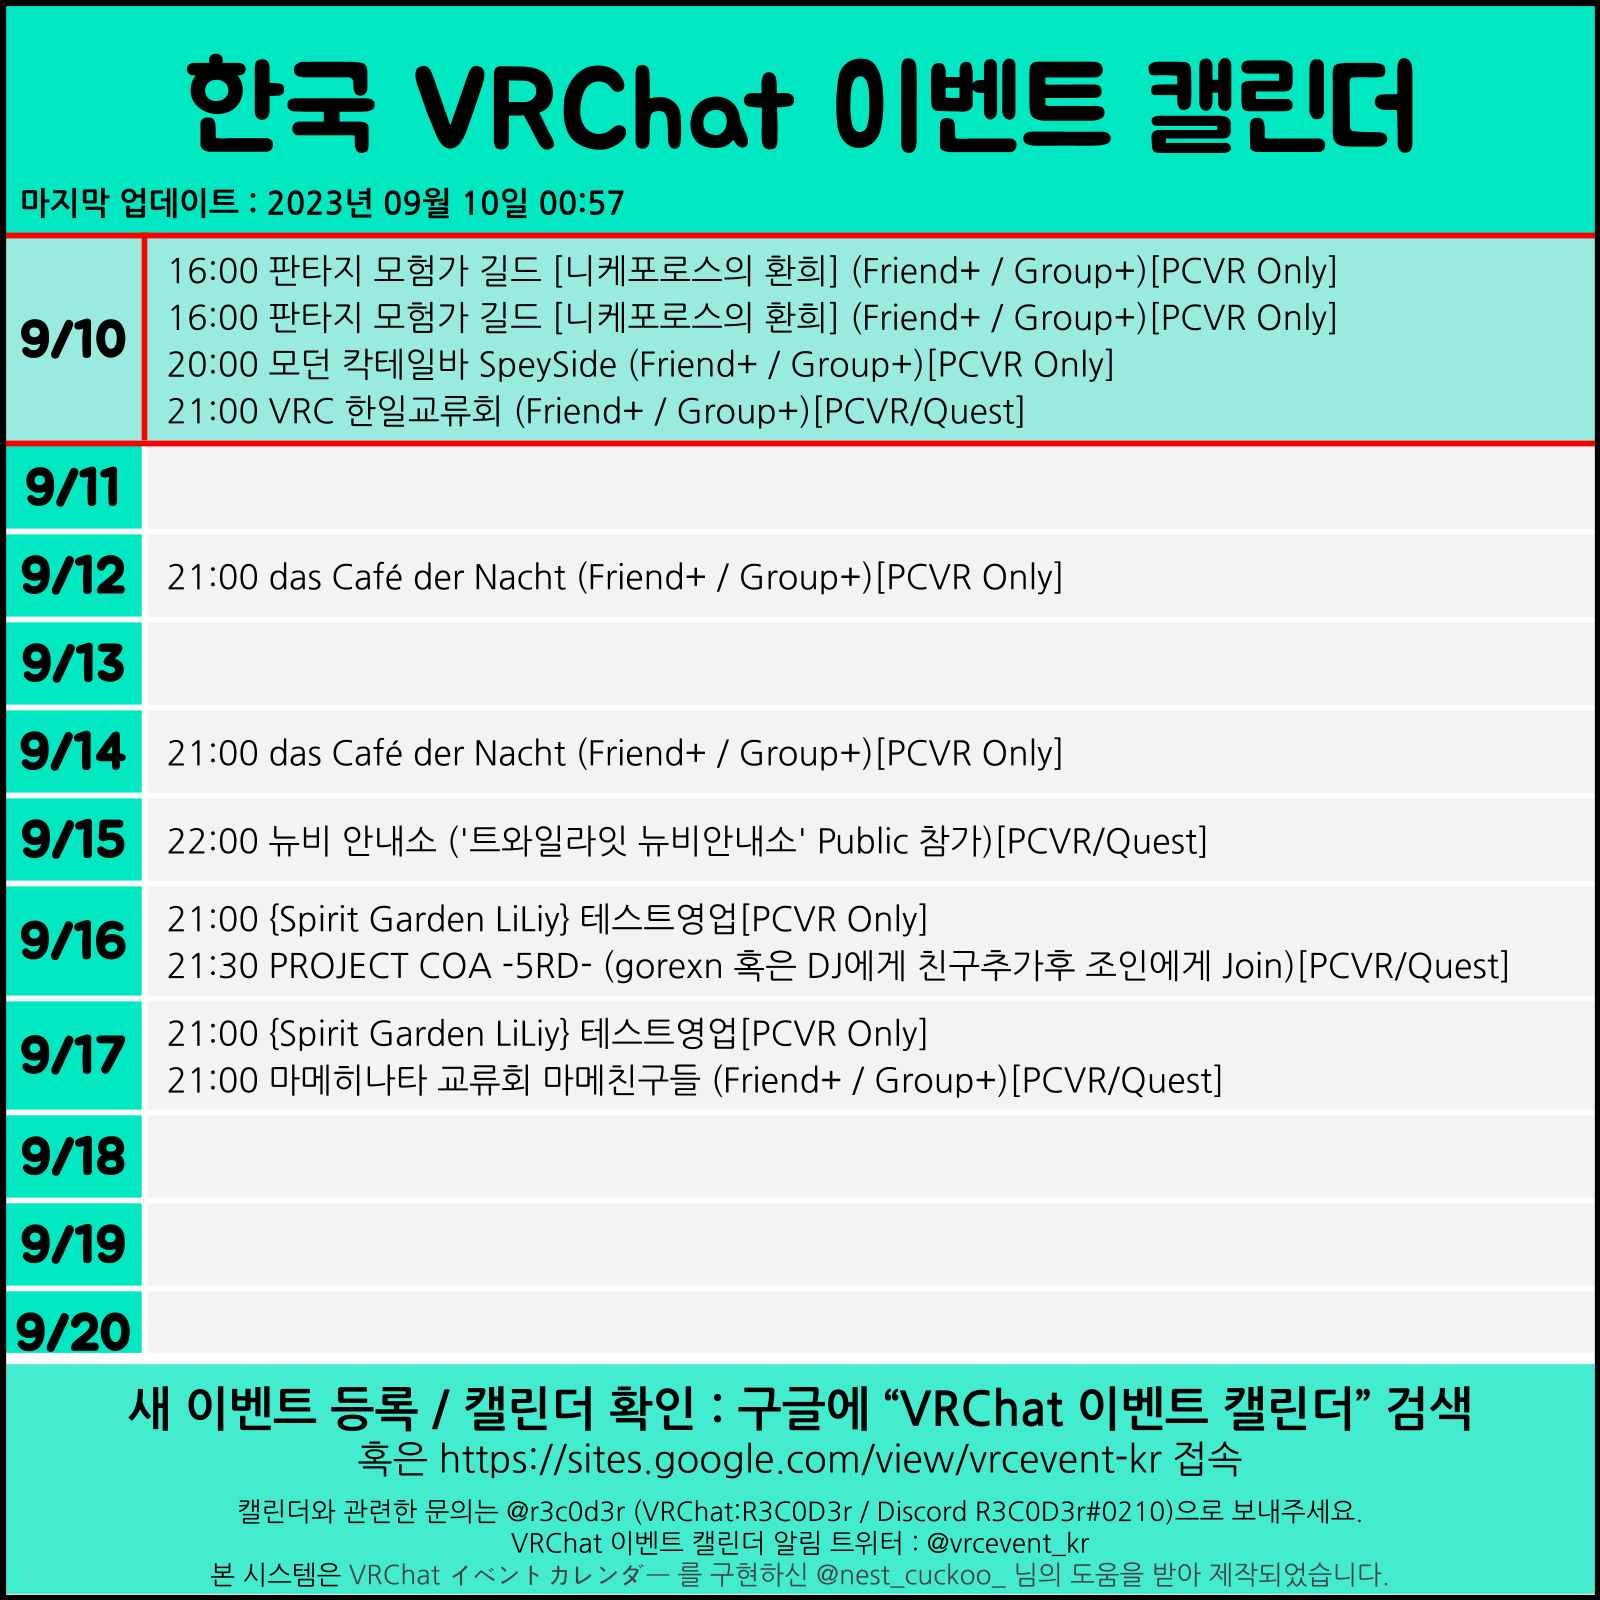 한국 VRChat 이벤트 캘린더
마지막 업데이트 : 2023년 09월 10일 00:57
9/10
16:00 판타지 모험가 길드 [니케포로스의 환희] (Friend+ / Group+)[PCVR Only]
16:00 판타지 모험가 길드 [니케포로스의 환희] (Friend+ / Group+)[PCVR Only]
20:00 모던 칵테일바 SpeySide (Friend+ / Group+)[PCVR Only]
21:00 VRC 한일교류회 (Friend+ / Group+)[PCVR/Quest]
9/11
9/12
21:00 das Café der Nacht (Friend+ / Group+)[PCVR Only]
9/13
9/14
21:00 das Café der Nacht (Friend+ / Group+)[PCVR Only]
9/15
22:00 뉴비 안내소 ('트와일라잇 뉴비안내소' Public 참가)[PCVR/Quest]
9/16
21:00 {Spirit Garden LiLiy} 테스트영업[PCVR Only]
21:30 PROJECT COA -5RD- (gorexn 혹은 DJ에게 친구추가후 조인에게 Join)[PCVR/Quest]
9/17
21:00 {Spirit Garden LiLiy} 테스트영업[PCVR Only]
21:00 마메히나타 교류회 마메친구들 (Friend+ / Group+)[PCVR/Quest]
9/18
9/19
9/20
새 이벤트 등록 / 캘린더 확인 : 구글에 “VRChat 이벤트 캘린더” 검색
혹은 https://sites.google.com/view/vrcevent-kr 접속
캘린더와 관련한 문의는 @r3c0d3r (VRChat:R3C0D3r / Discord R3C0D3r#0210)으로 보내주세요.
VRChat 이벤트 캘린더 알림 트위터 : @vrcevent_kr
본 시스템은 VRChat イベントカレンダー 를 구현하신 @nest_cuckoo_ 님의 도움을 받아 제작되었습니다.